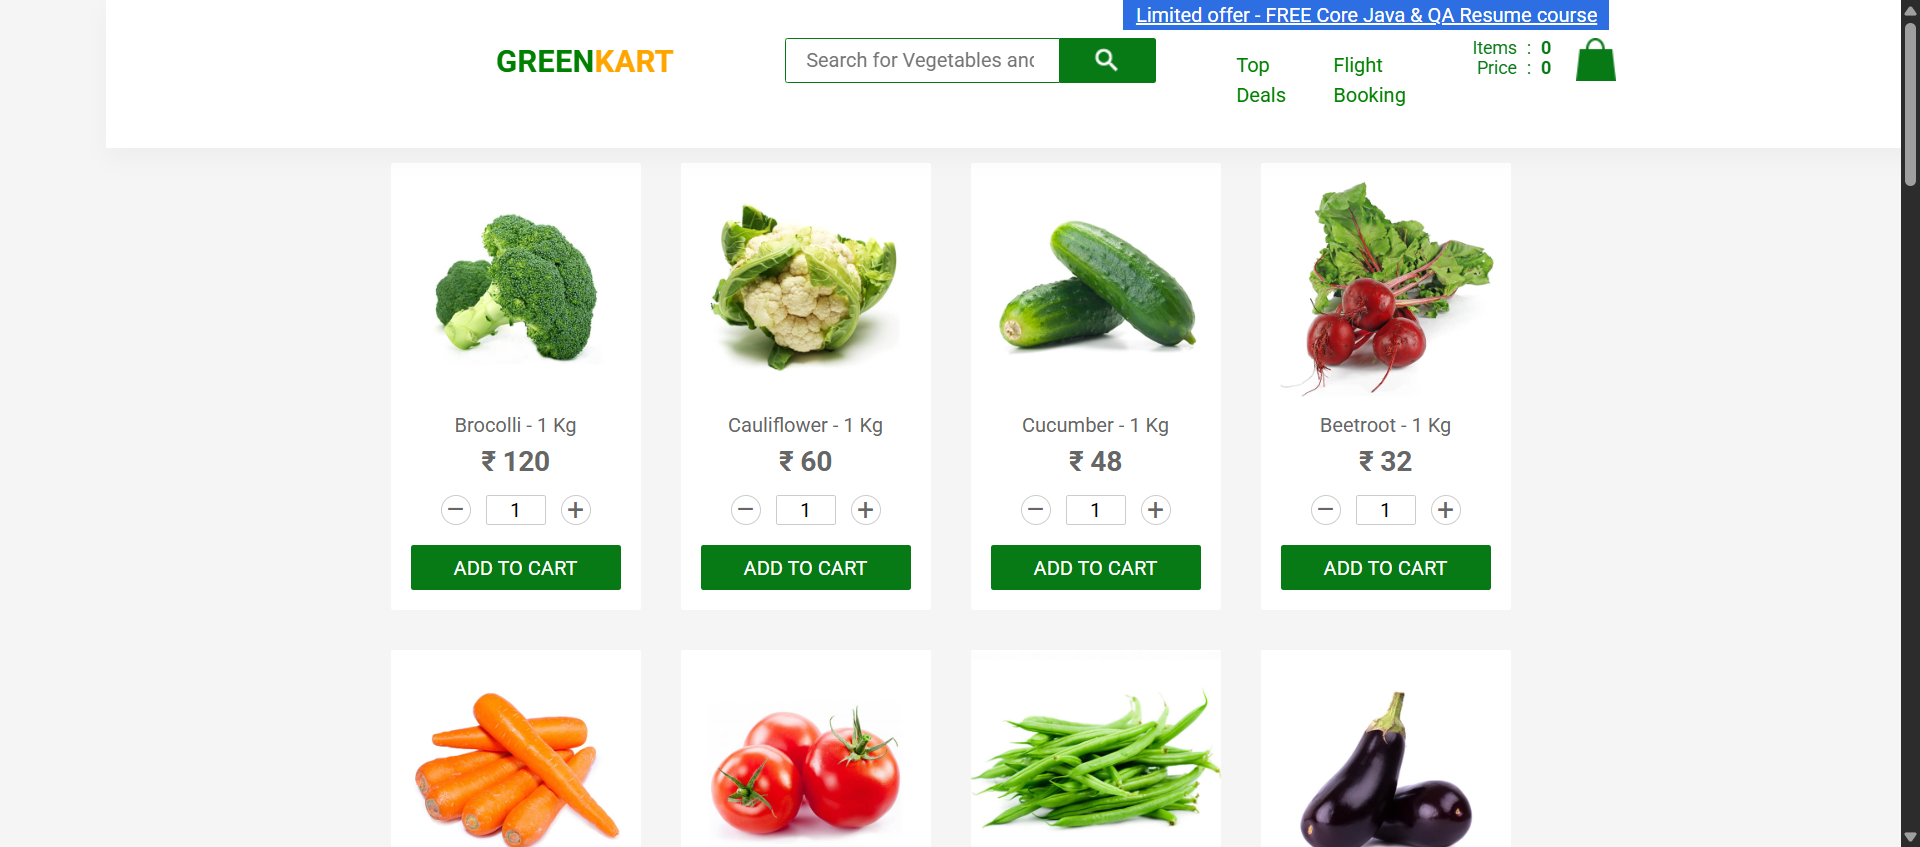 Limited offer - FREE Core Java & QA Resume course
GREENKART
Search for Vegetables and
Top Deals
Flight Booking
Items : 0
Price : 0
Brocolli - 1 Kg
₹ 120
− 1 +
ADD TO CART
Cauliflower - 1 Kg
₹ 60
− 1 +
ADD TO CART
Cucumber - 1 Kg
₹ 48
− 1 +
ADD TO CART
Beetroot - 1 Kg
₹ 32
− 1 +
ADD TO CART